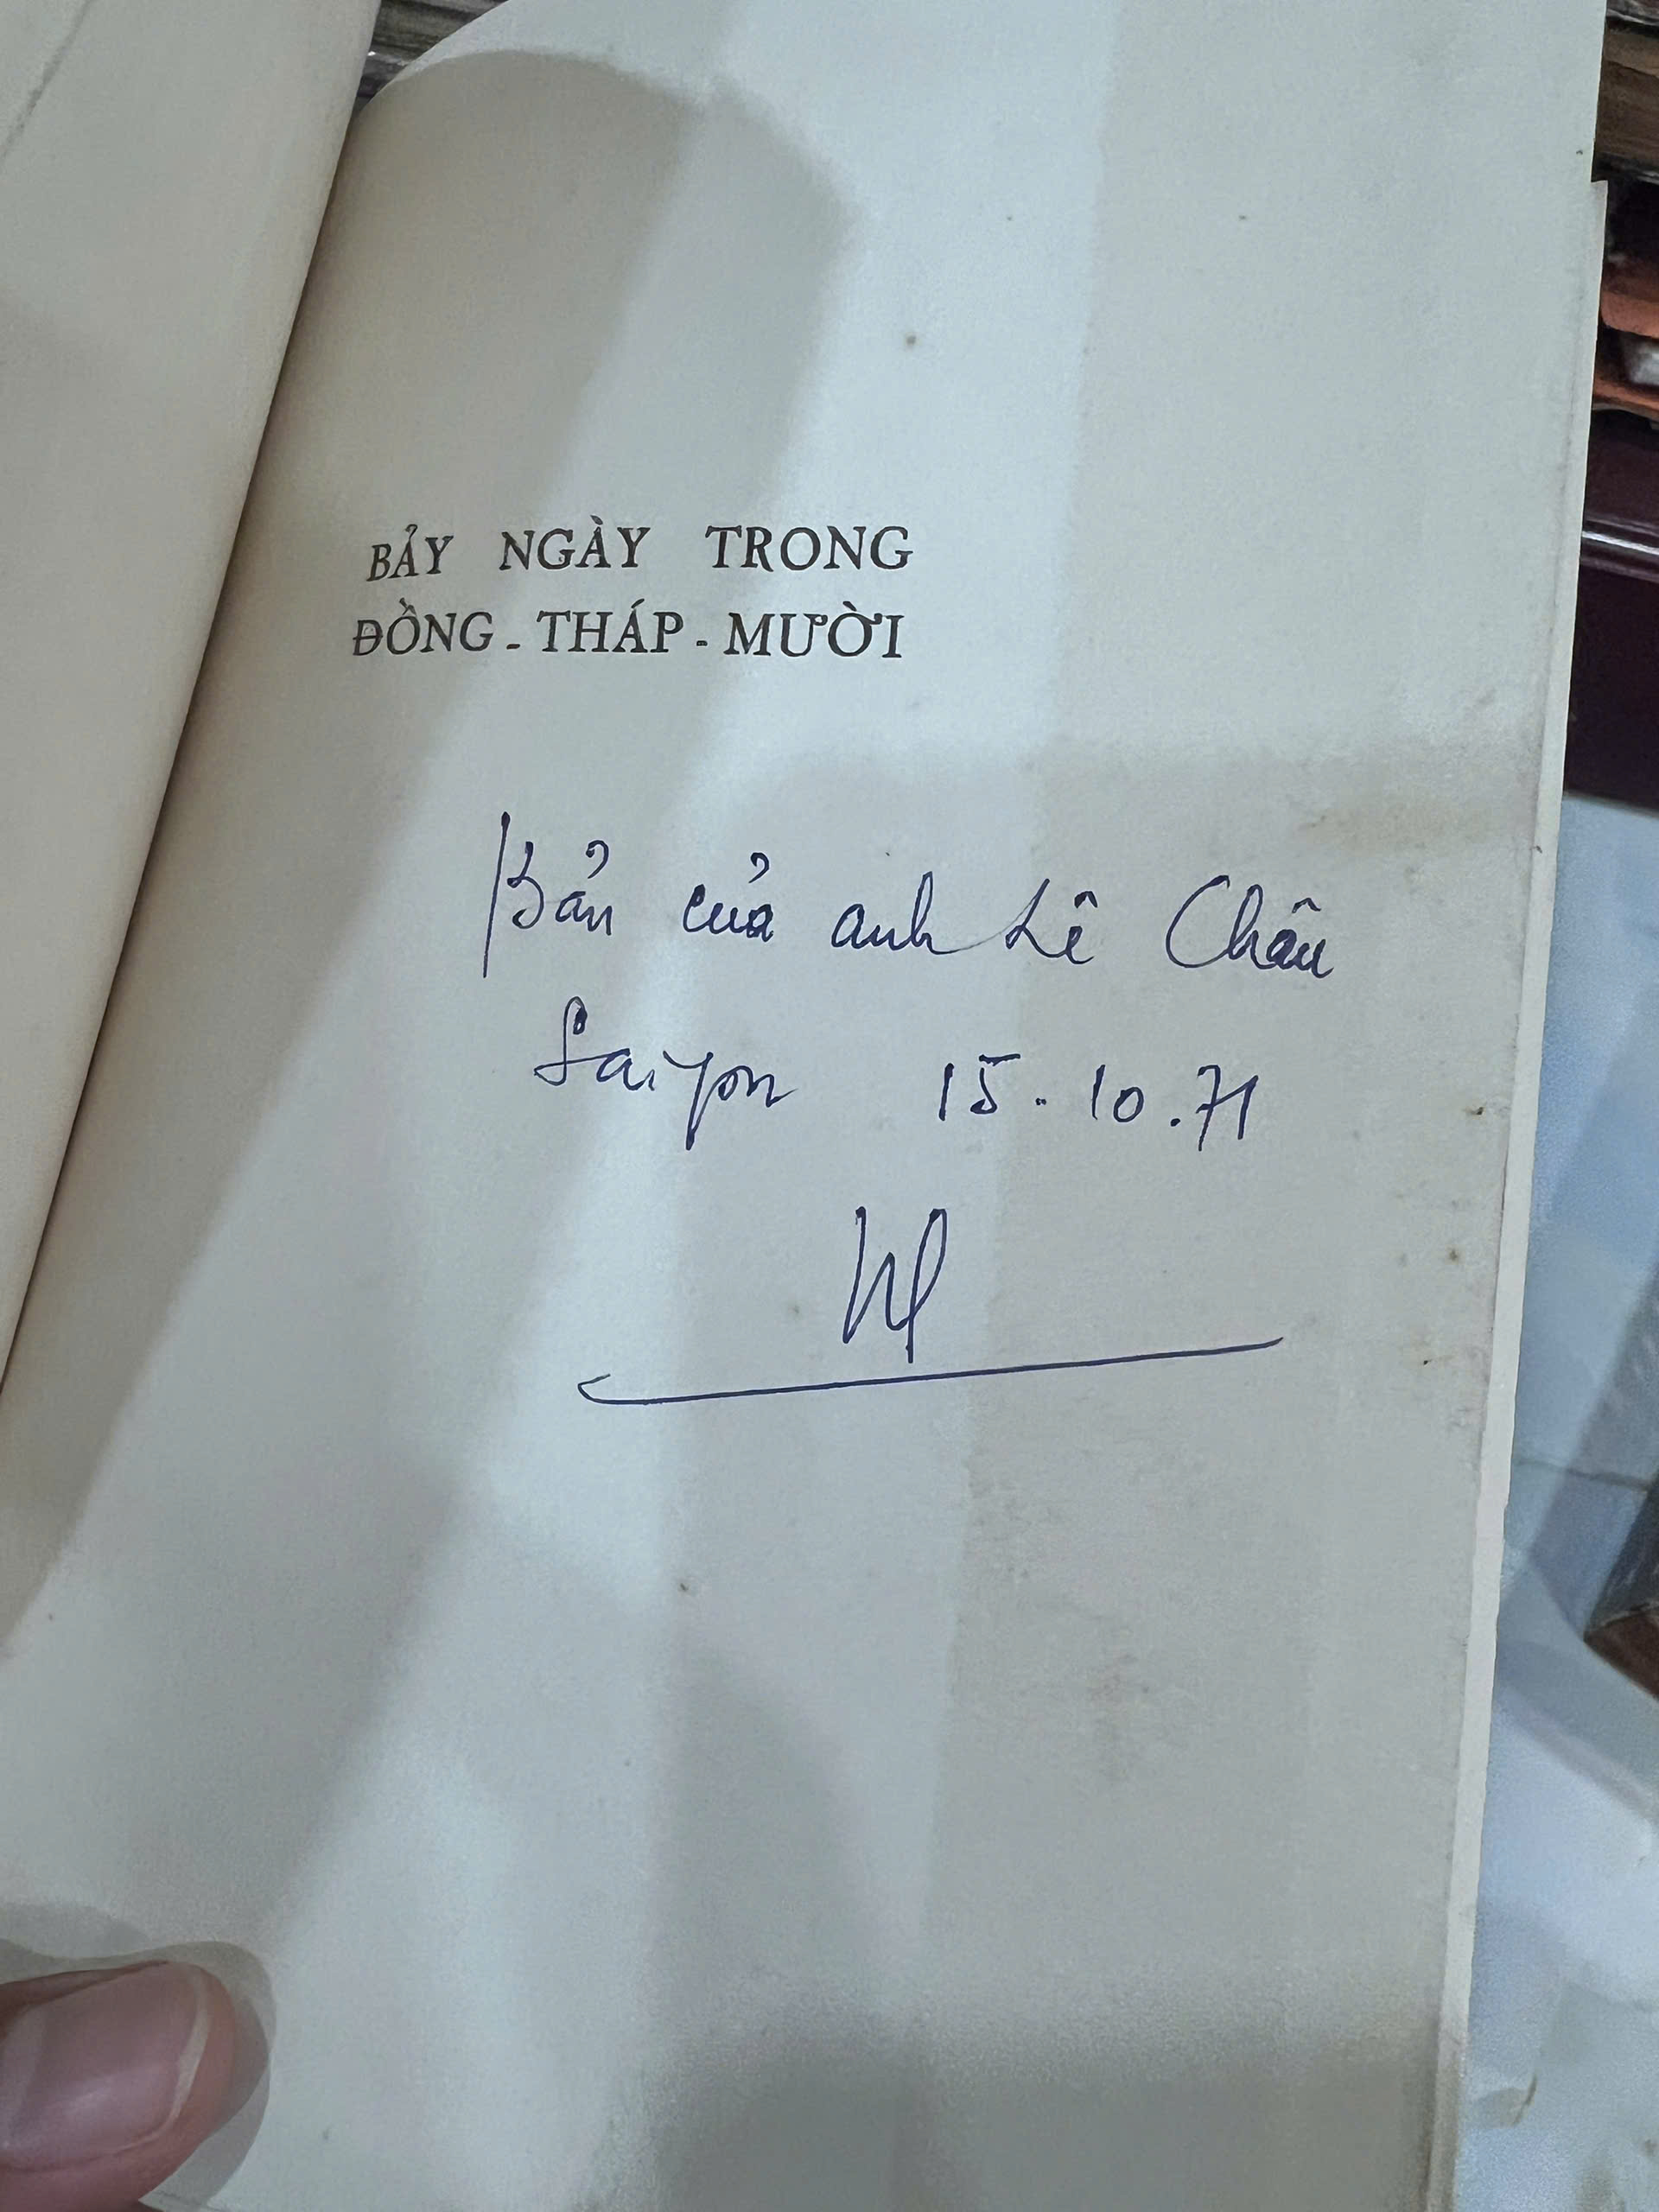 BẢY NGÀY TRONG
ĐỒNG - THÁP - MƯỜI
Bản của anh Lê Châu
Saigon 15.10.71